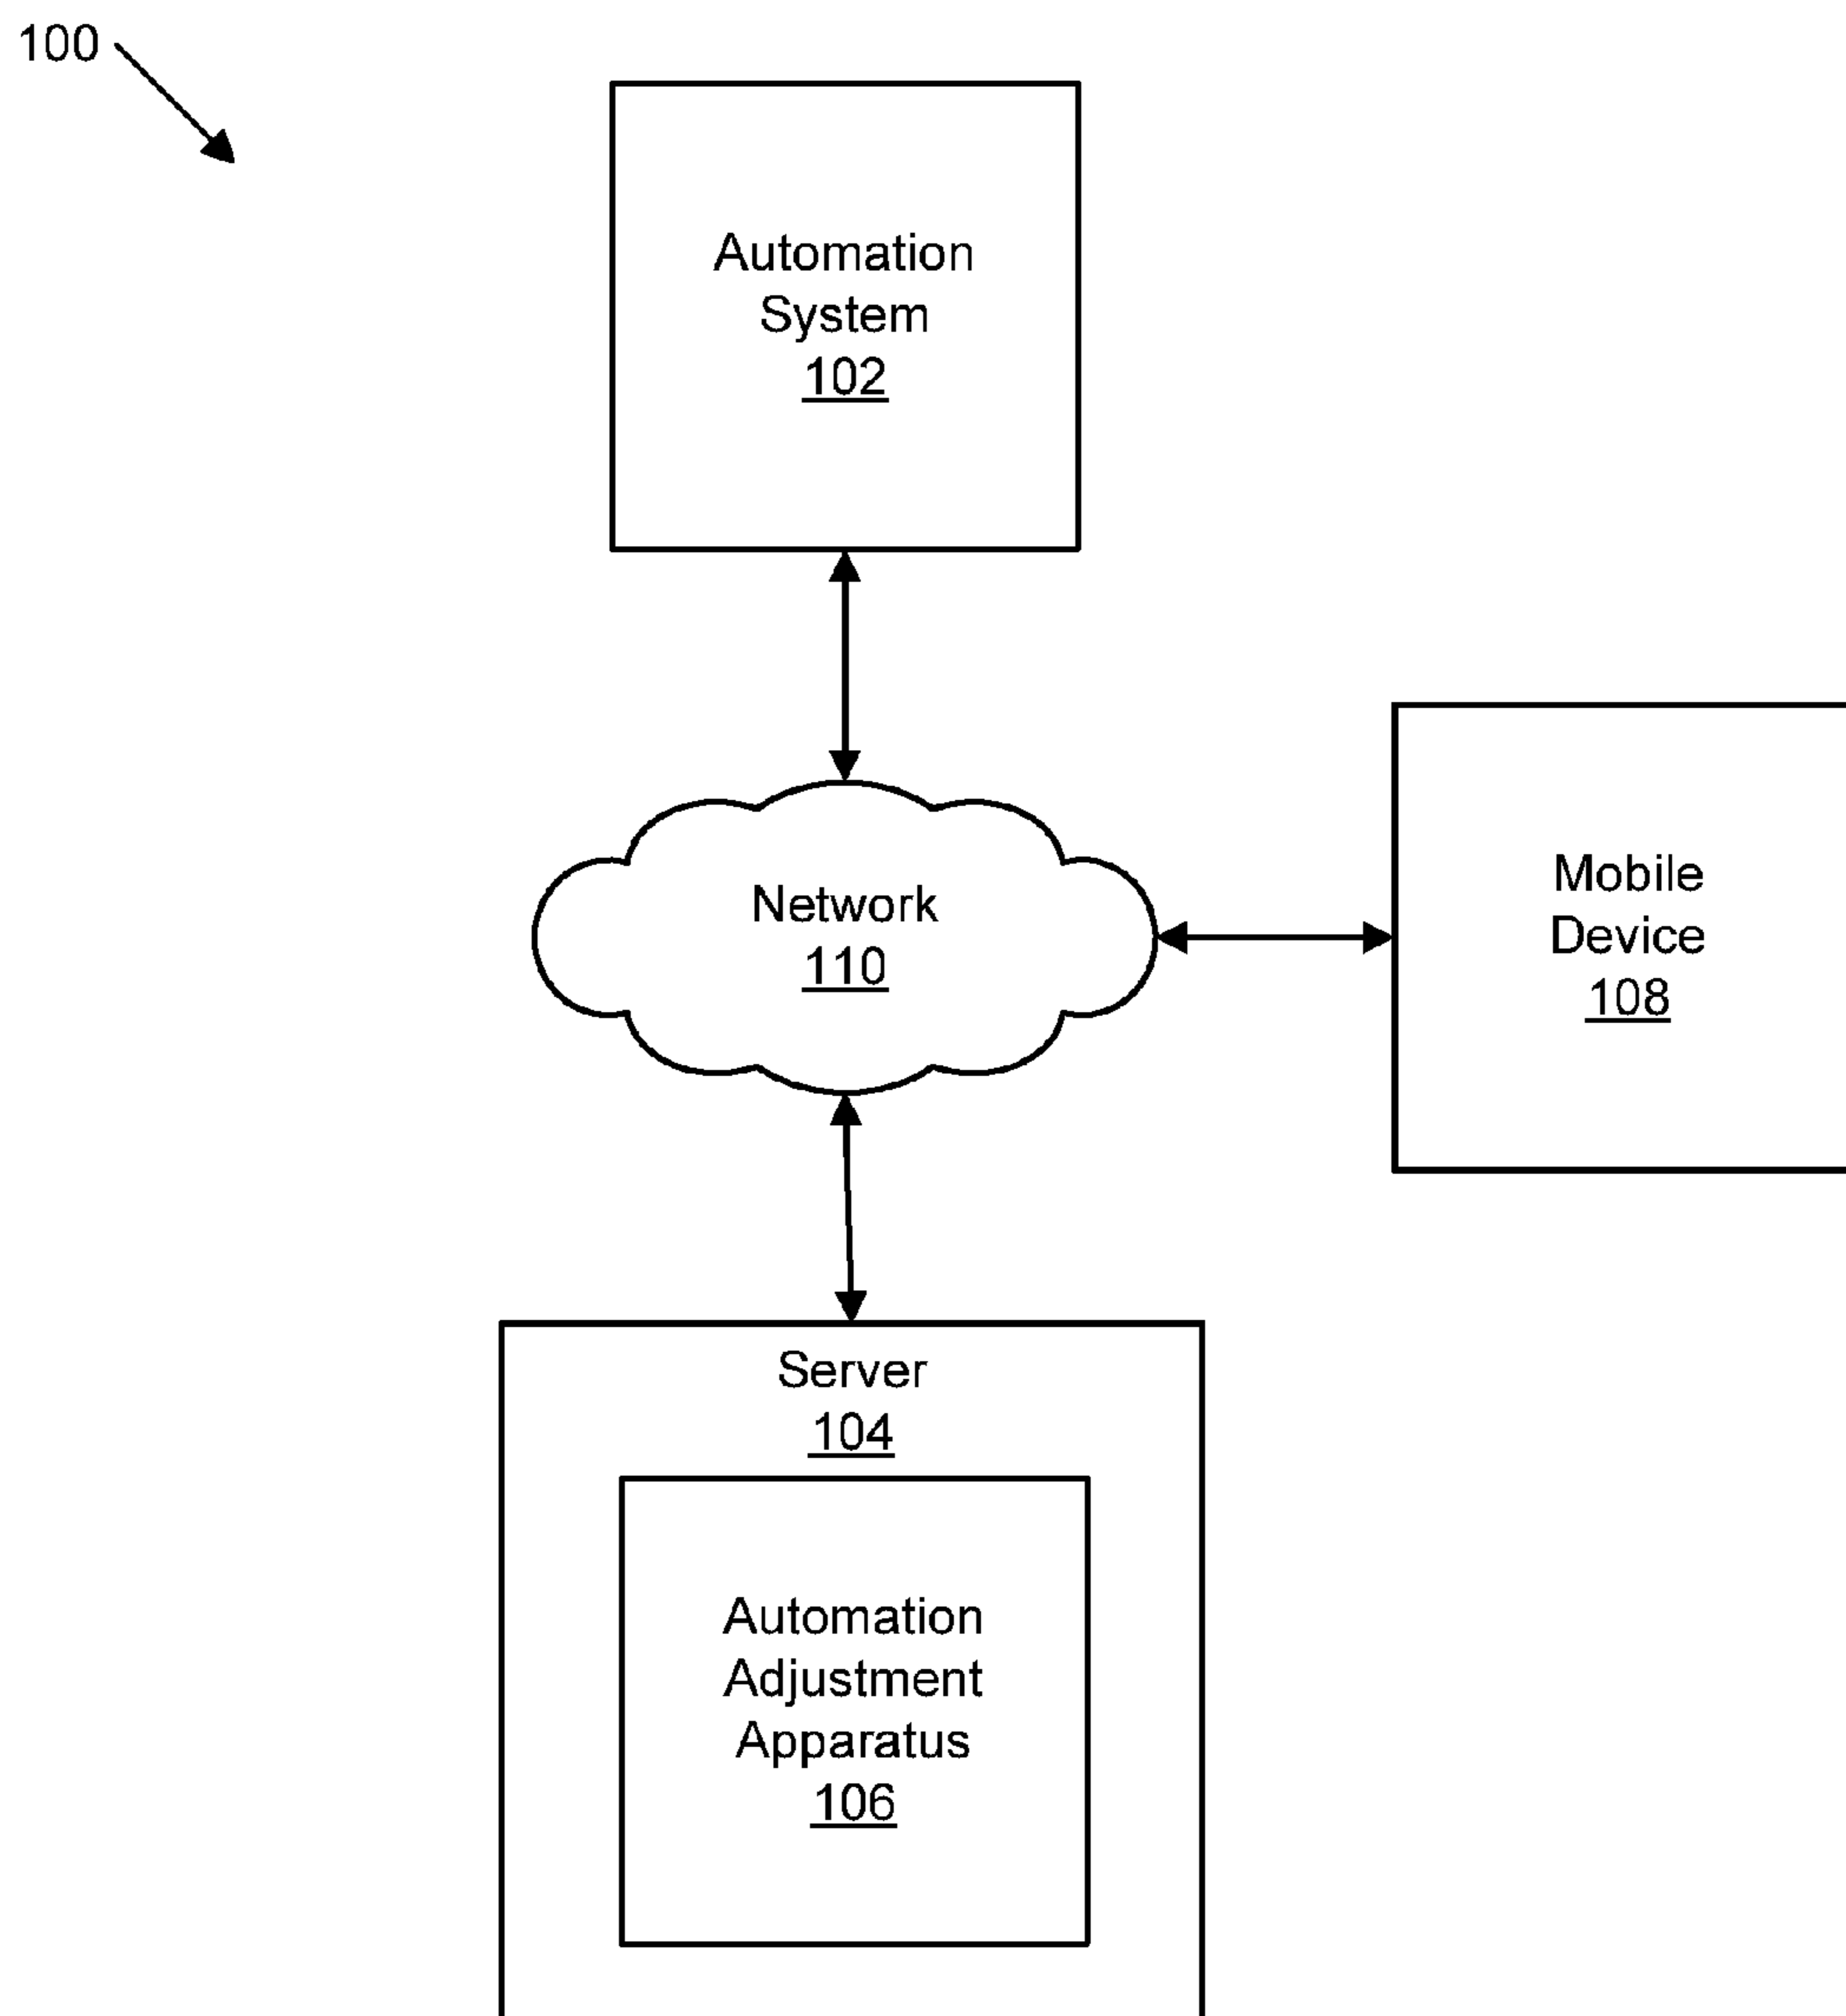 100
Automation
System
102
Network
110
Mobile
Device
108
Server
104
Automation
Adjustment
Apparatus
106